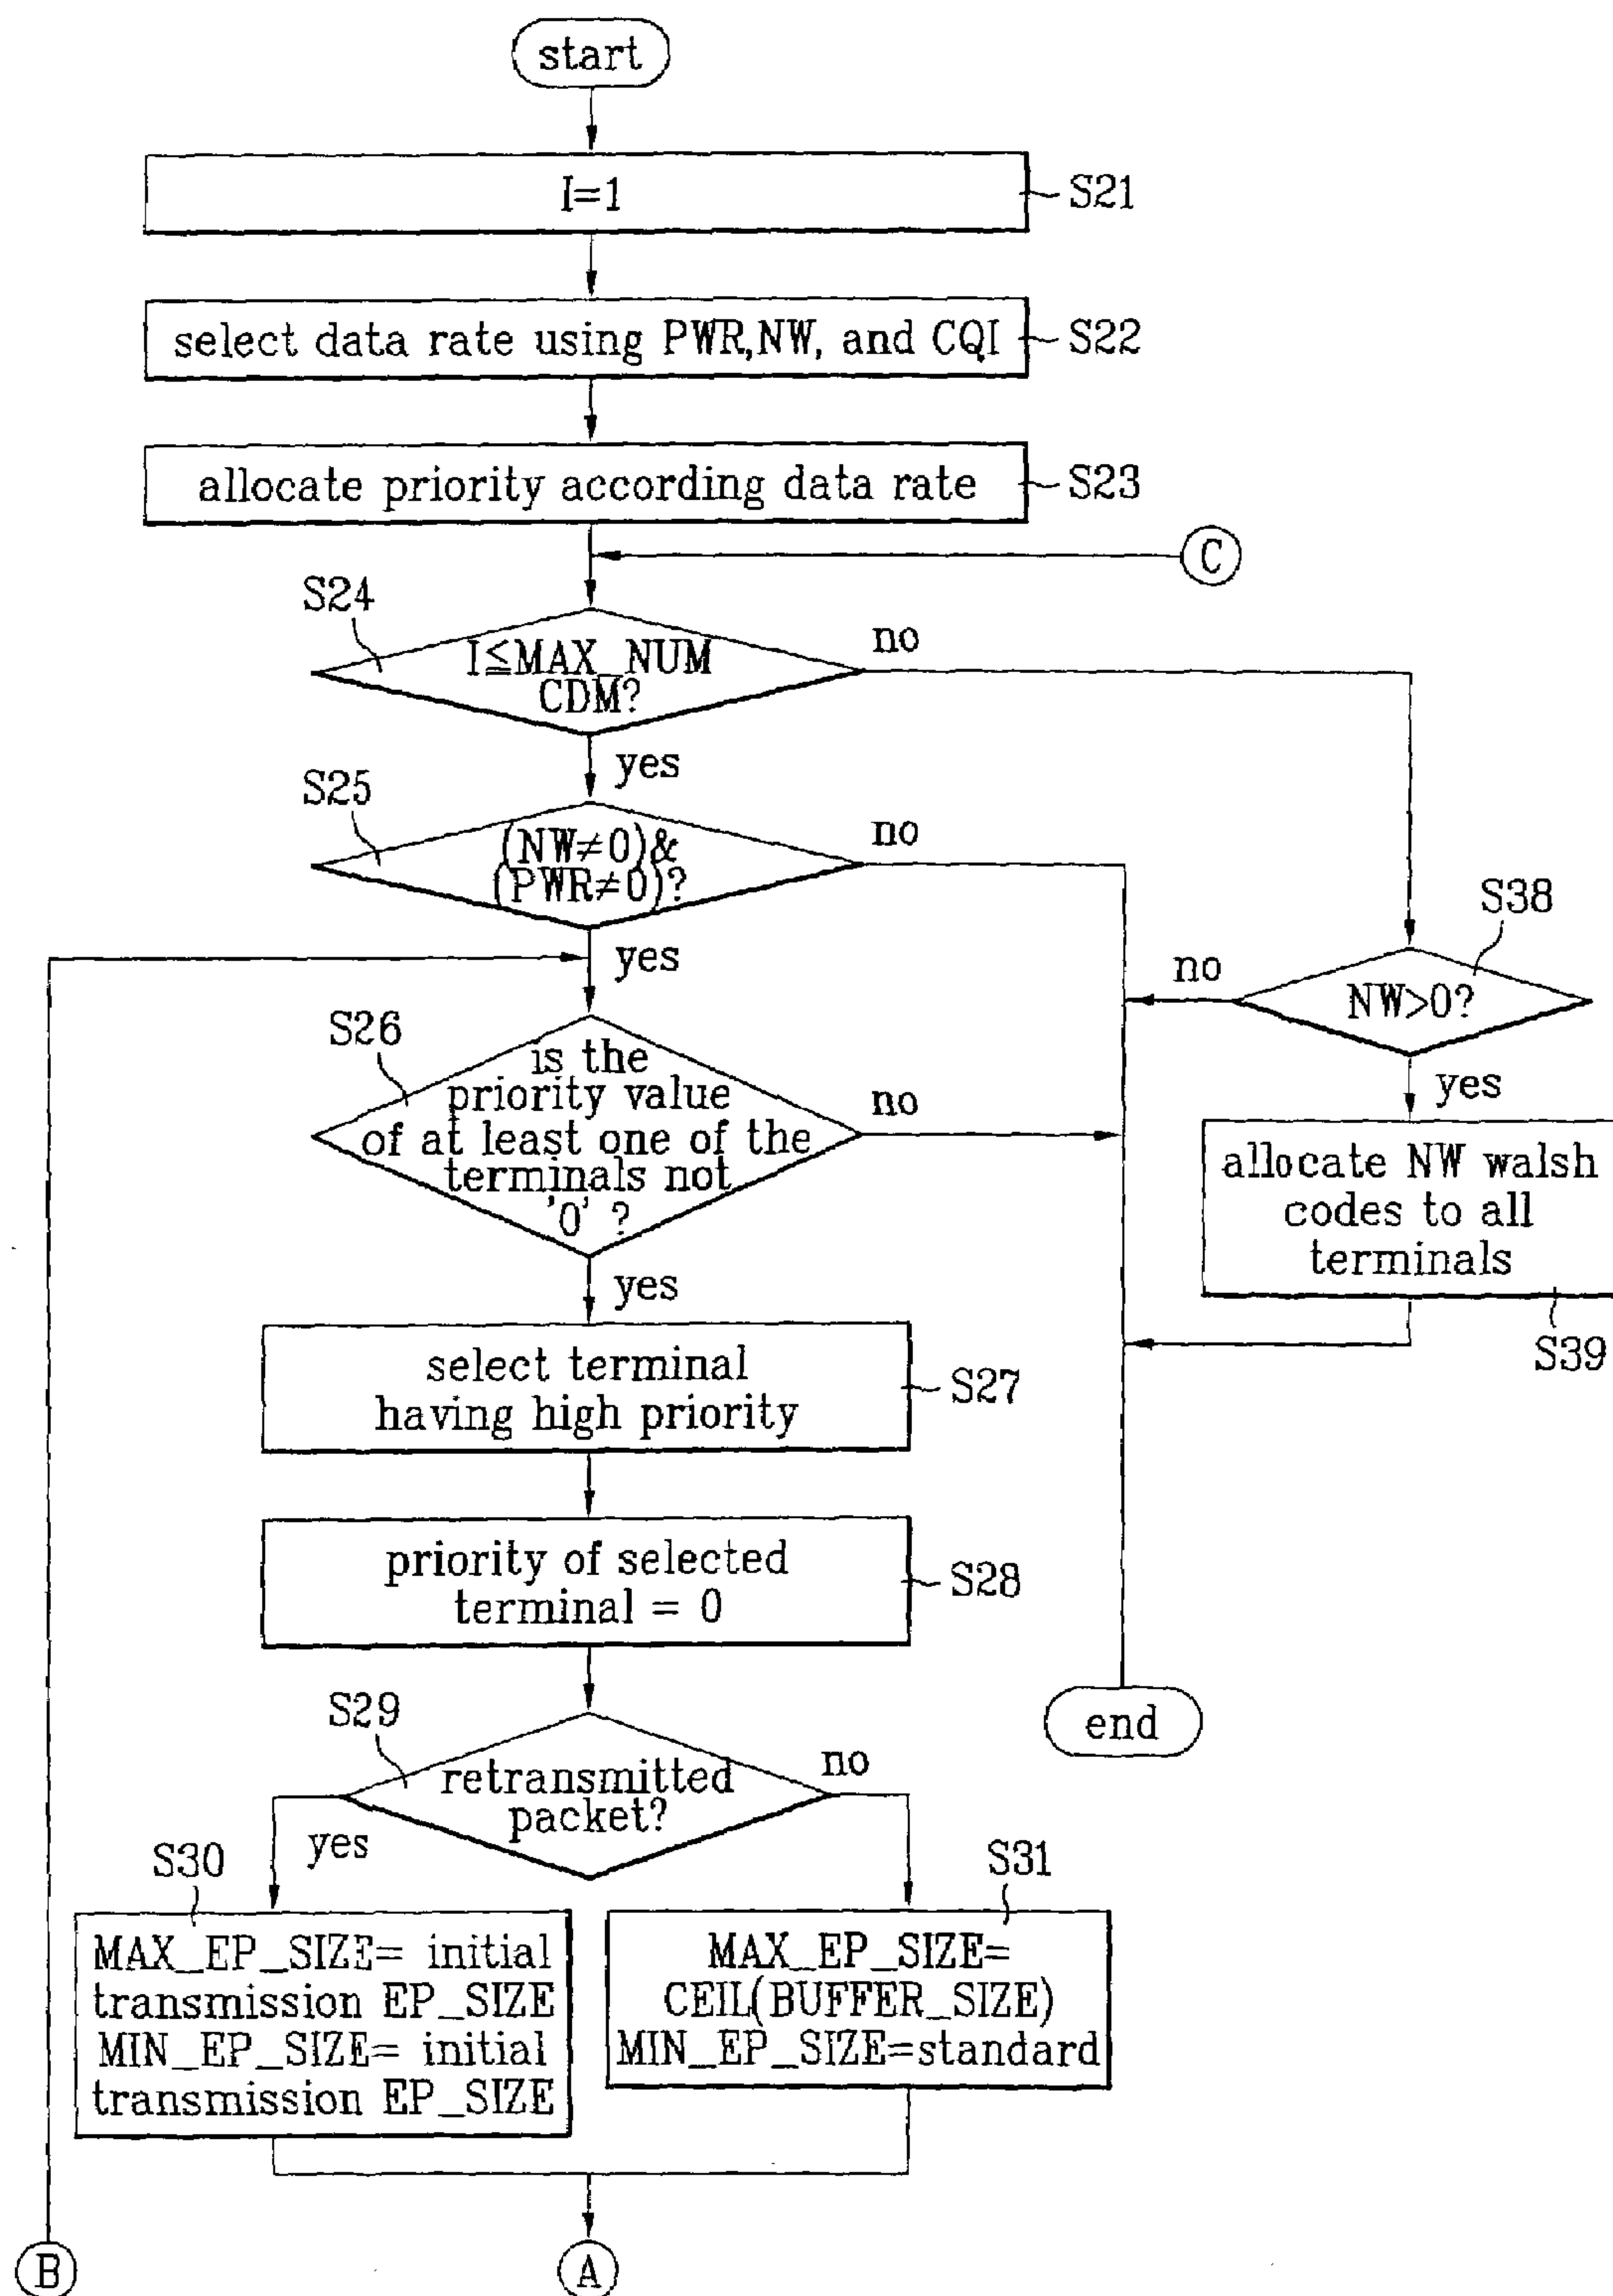 start
I=1
S21
select data rate using PWR,NW, and CQI
S22
allocate priority according data rate
S23
C
S24
I≦MAX_NUM
CDM?
no
yes
S25
(NW≠0)&
(PWR≠0)?
no
yes
S38
NW>0?
no
yes
S26
is the
priority value
of at least one of the
terminals not
'0' ?
no
yes
allocate NW walsh
codes to all
terminals
S39
select terminal
having high priority
S27
priority of selected
terminal = 0
S28
end
S29
retransmitted
packet?
no
yes
S30
MAX_EP_SIZE= initial
transmission EP_SIZE
MIN_EP_SIZE= initial
transmission EP_SIZE
S31
MAX_EP_SIZE=
CEIL(BUFFER_SIZE)
MIN_EP_SIZE=standard
B
A